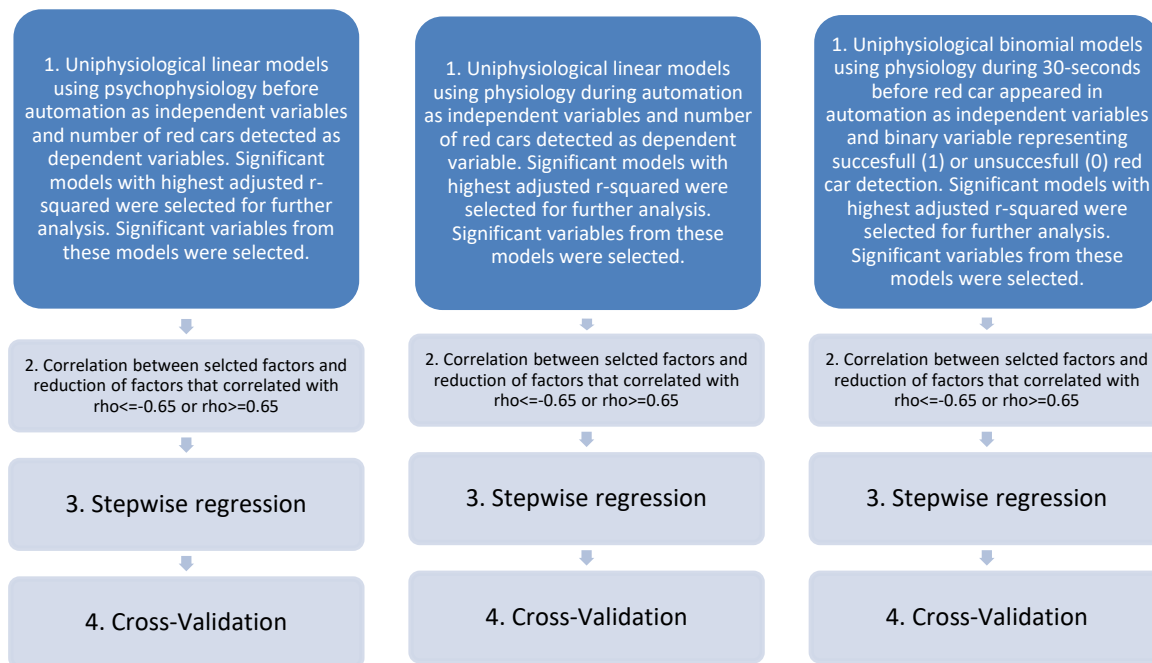 1. Uniphysiological linear models
using psychophysiology before
automation as independent variables
and number of red cars detected as
dependent variables. Significant
models with highest adjusted r-
squared were selected for further
analysis. Significant variables from
these models were selected.
2. Correlation between selcted factors and
reduction of factors that correlated with
rho<=-0.65 or rho>=0.65
3. Stepwise regression
4. Cross-Validation
1. Uniphysiological linear models
using physiology during automation
as independent variables and number
of red cars detected as dependent
variable. Significant models with
highest adjusted r-squared were
selected for further analysis.
Significant variables from these
models were selected.
2. Correlation between selcted factors and
reduction of factors that correlated with
rho<=-0.65 or rho>=0.65
3. Stepwise regression
4. Cross-Validation
1. Uniphysiological binomial models
using physiology during 30-seconds
before red car appeared in
automation as independent variables
and binary variable representing
succesfull (1) or unsuccesfull (0) red
car detection. Significant models with
highest adjusted r-squared were
selected for further analysis.
Significant variables from these
models were selected.
2. Correlation between selcted factors and
reduction of factors that correlated with
rho<=-0.65 or rho>=0.65
3. Stepwise regression
4. Cross-Validation